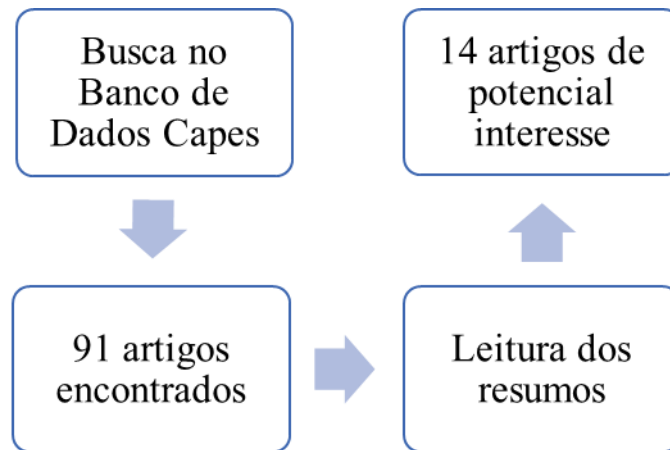 Busca no
Banco de
Dados Capes
91 artigos
encontrados
Leitura dos
resumos
14 artigos de
potencial
interesse